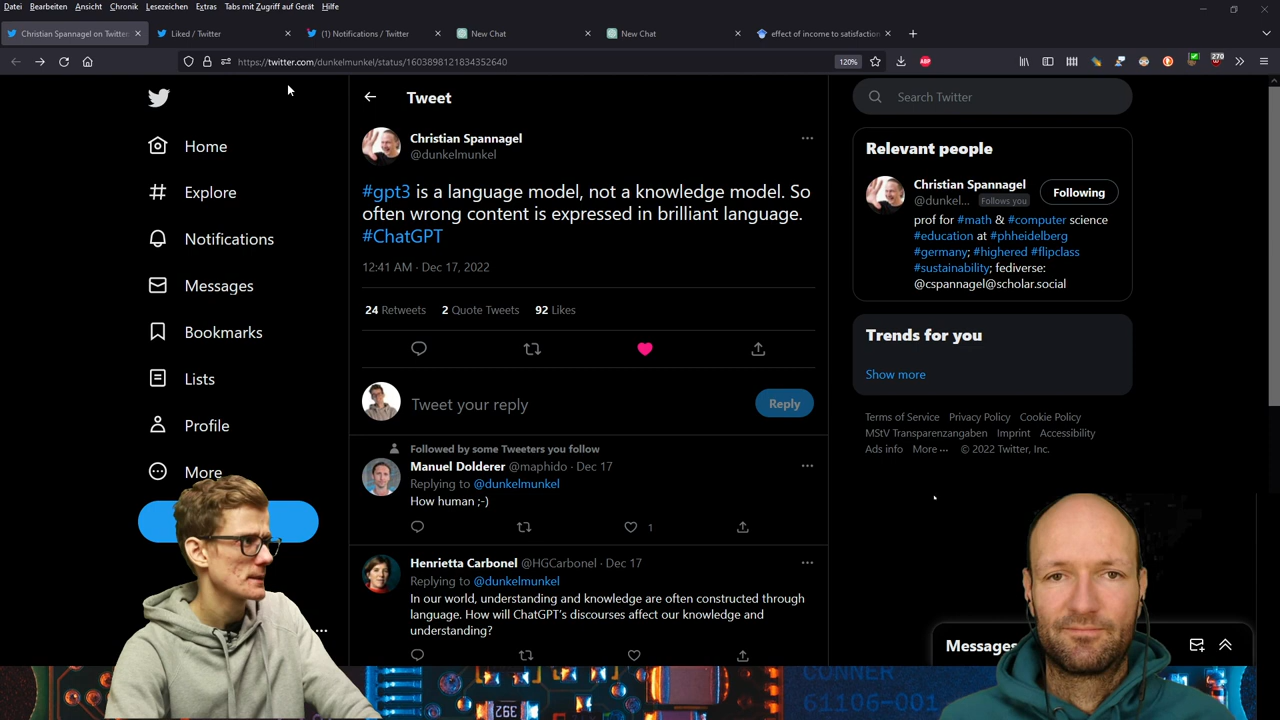 Datei Bearbeiten Ansicht Chronik Lesezeichen Extras Tabs mit Zugriff auf Gerät Hilfe
Christian Spannagel on Twitter:
Liked / Twitter
(1) Notifications / Twitter
New Chat
New Chat
effect of income to satisfaction
https://twitter.com/dunkelmunkel/status/1603898121834352640
120%
ABP
270
Home
Explore
Notifications
Messages
Bookmarks
Lists
Profile
More
Tweet
Christian Spannagel
@dunkelmunkel
#gpt3 is a language model, not a knowledge model. So
often wrong content is expressed in brilliant language.
#ChatGPT
12:41 AM · Dec 17, 2022
24 Retweets 2 Quote Tweets 92 Likes
Tweet your reply
Reply
Followed by some Tweeters you follow
Manuel Dolderer @maphido · Dec 17
Replying to @dunkelmunkel
How human ;-)
1
Henrietta Carbonel @HGCarbonel · Dec 17
Replying to @dunkelmunkel
In our world, understanding and knowledge are often constructed through
language. How will ChatGPT's discourses affect our knowledge and
understanding?
Search Twitter
Relevant people
Christian Spannagel
@dunkel... Follows you
Following
prof for #math & #computer science
#education at #phheidelberg
#germany; #highered #flipclass
#sustainability; fediverse:
@cspannagel@scholar.social
Trends for you
Show more
Terms of Service Privacy Policy Cookie Policy
MStV Transparenzangaben Imprint Accessibility
Ads info More ··· © 2022 Twitter, Inc.
Messages
CONNER
61106-001
392